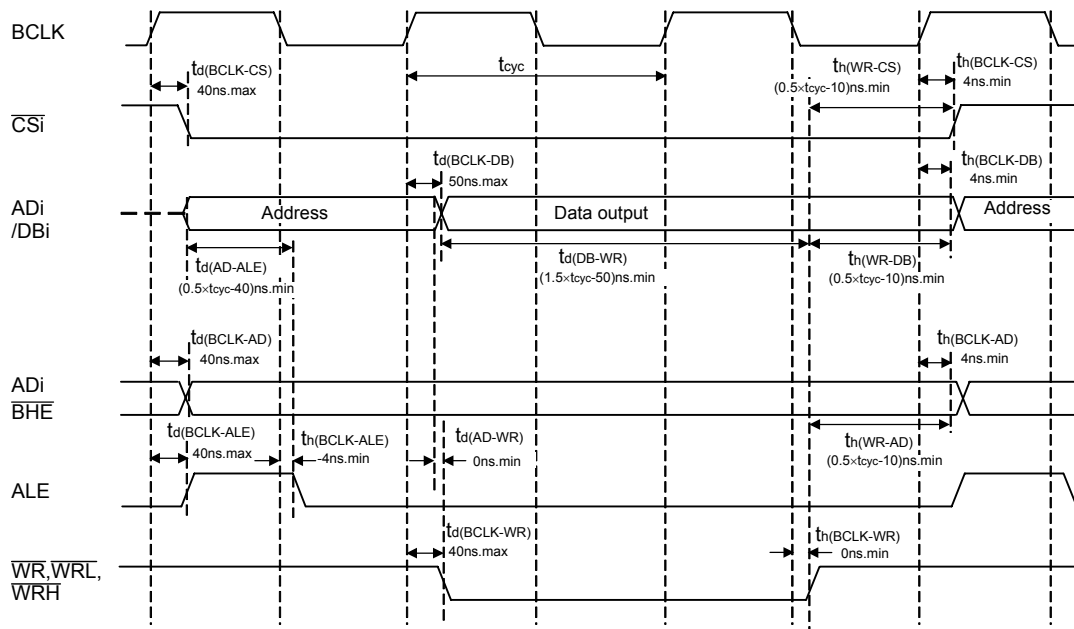 BCLK
td(BCLK-CS)
40ns.max
tcyc
th(WR-CS)
(0.5×tcyc-10)ns.min
th(BCLK-CS)
4ns.min
CSi
td(BCLK-DB)
50ns.max
th(BCLK-DB)
4ns.min
ADi
/DBi
Address
Data output
Address
td(AD-ALE)
(0.5×tcyc-40)ns.min
td(DB-WR)
(1.5×tcyc-50)ns.min
th(WR-DB)
(0.5×tcyc-10)ns.min
td(BCLK-AD)
40ns.max
th(BCLK-AD)
4ns.min
ADi
BHE
td(BCLK-ALE)
40ns.max
th(BCLK-ALE)
-4ns.min
td(AD-WR)
0ns.min
th(WR-AD)
(0.5×tcyc-10)ns.min
ALE
td(BCLK-WR)
40ns.max
th(BCLK-WR)
0ns.min
WR,WRL,
WRH